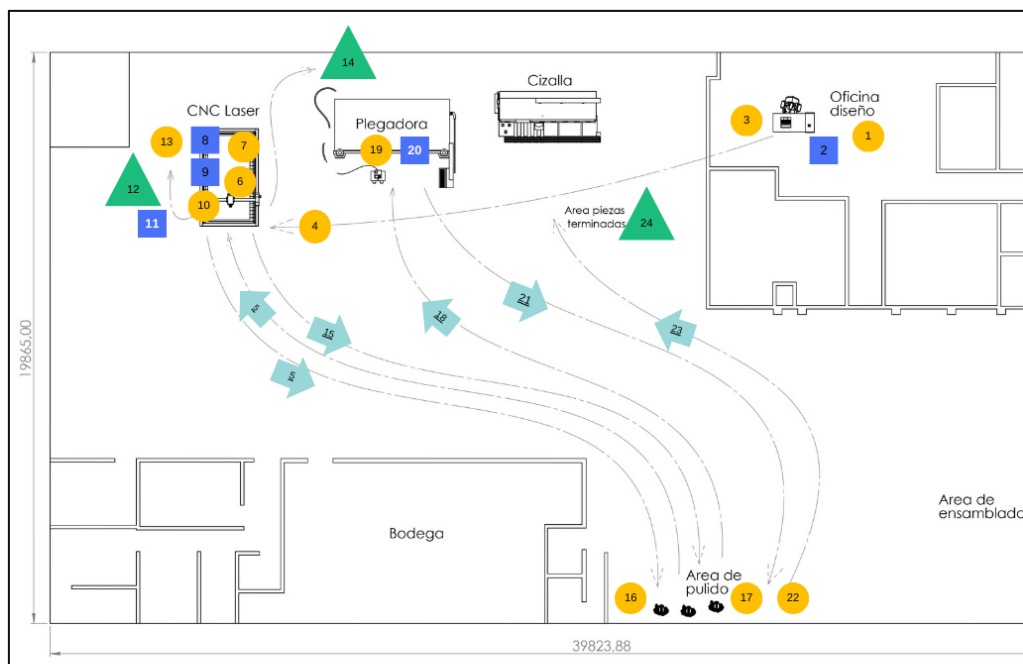 14
Cizalla
Oficina
diseño
CNC Laser
Plegadora
3
1
2
13
8
7
19
20
9
6
12
10
11
4
Area piezas
terminadas
24
5
15
18
21
23
5
19865,00
Bodega
Area de
ensamblado
Area de
pulido
16
17
22
39823,88